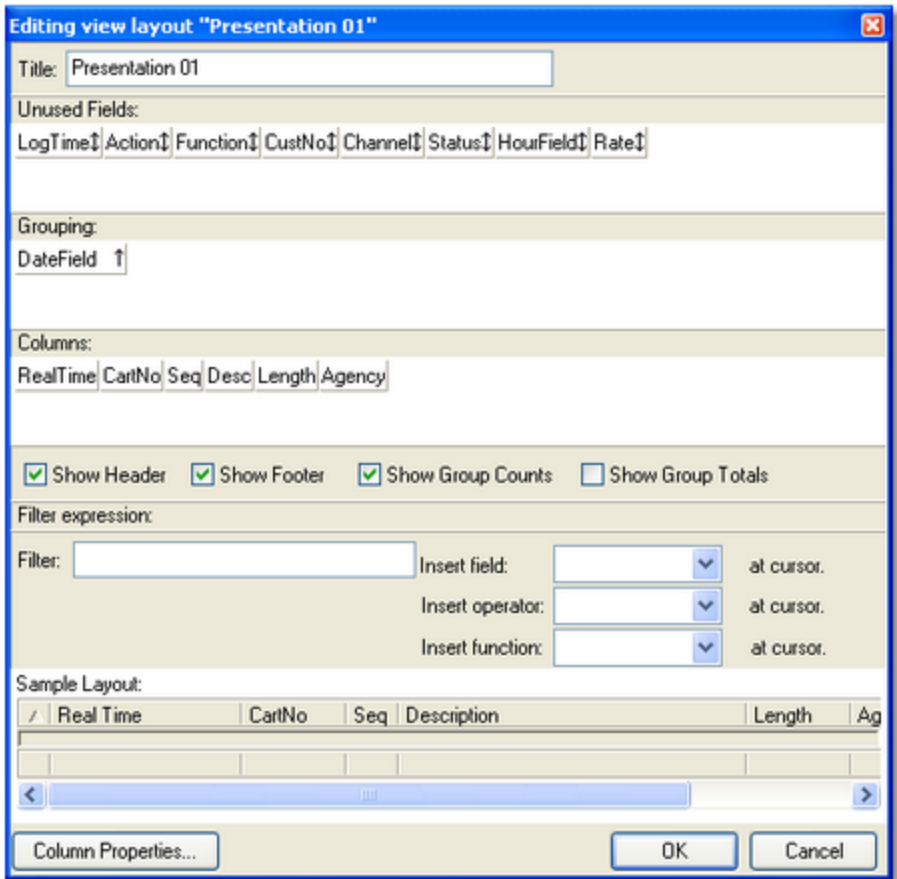 Editing view layout "Presentation 01"
Title: Presentation 01
Unused Fields:
LogTime↕ Action↕ Function↕ CustNo↕ Channel↕ Status↕ HourField↕ Rate↕
Grouping:
DateField ↑
Columns:
RealTime CartNo Seq Desc Length Agency
Show Header Show Footer Show Group Counts Show Group Totals
Filter expression:
Filter: Insert field: at cursor.
Insert operator: at cursor.
Insert function: at cursor.
Sample Layout:
/ Real Time CartNo Seq Description Length Ag
Column Properties... OK Cancel